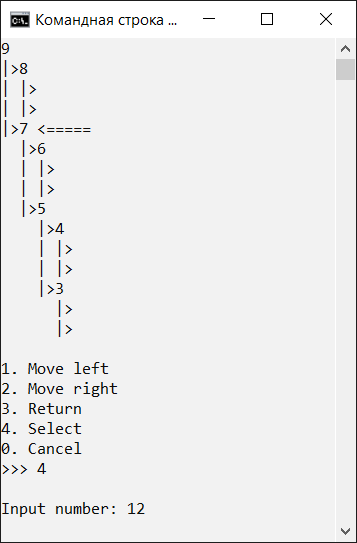 Командная строка ...
9
|>8
| |>
| |>
|>7 <=====
  |>6
  | |>
  | |>
  |>5
    |>4
    | |>
    | |>
    |>3
      |>
      |>
1. Move left
2. Move right
3. Return
4. Select
0. Cancel
>>> 4
Input number: 12